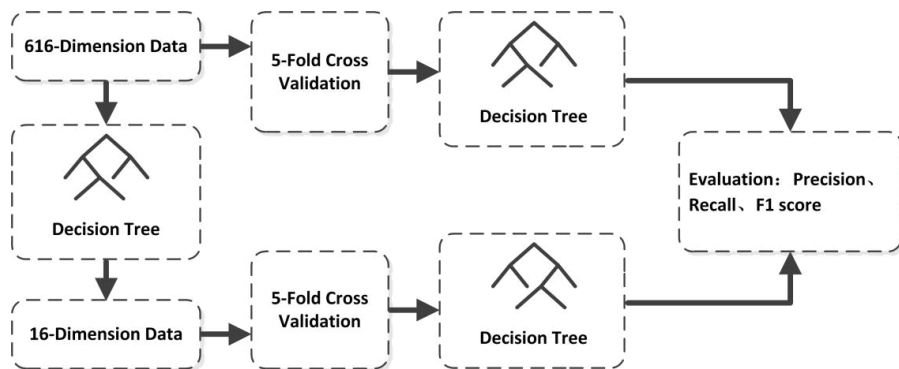 616-Dimension Data
5-Fold Cross
Validation
Decision Tree
Decision Tree
Evaluation：Precision、
Recall、F1 score
16-Dimension Data
5-Fold Cross
Validation
Decision Tree